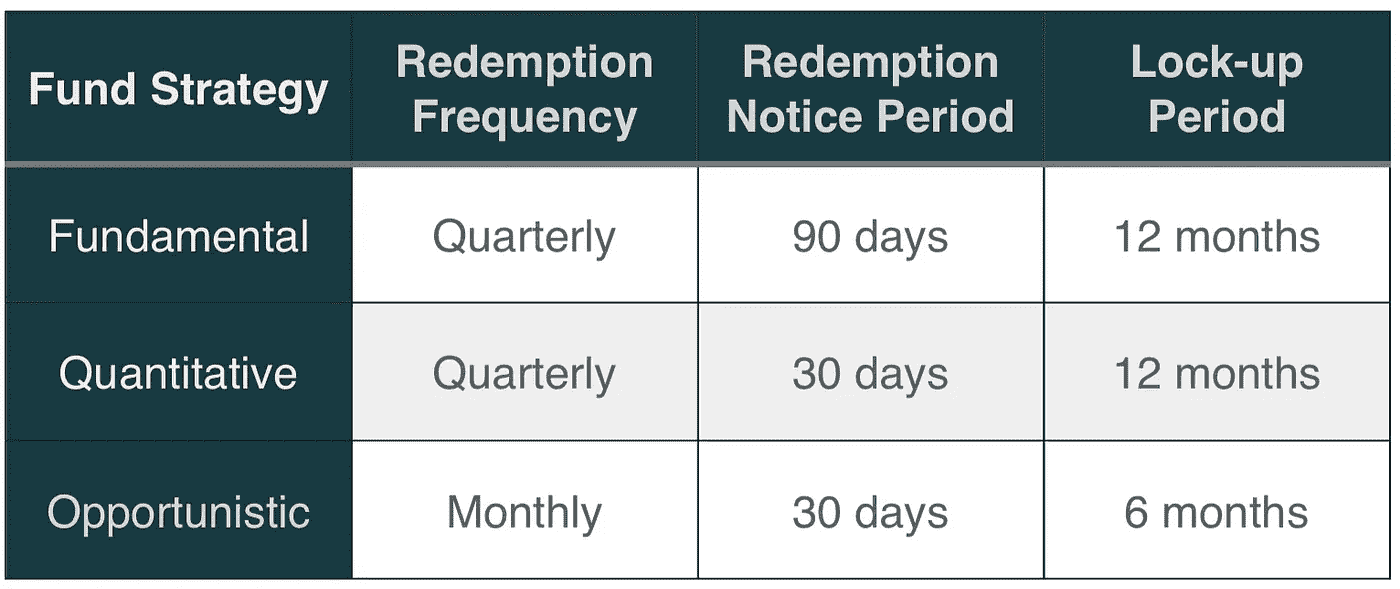 Fund Strategy
Redemption
Frequency
Redemption
Notice Period
Lock-up
Period
Fundamental
Quarterly
90 days
12 months
Quantitative
Quarterly
30 days
12 months
Opportunistic
Monthly
30 days
6 months